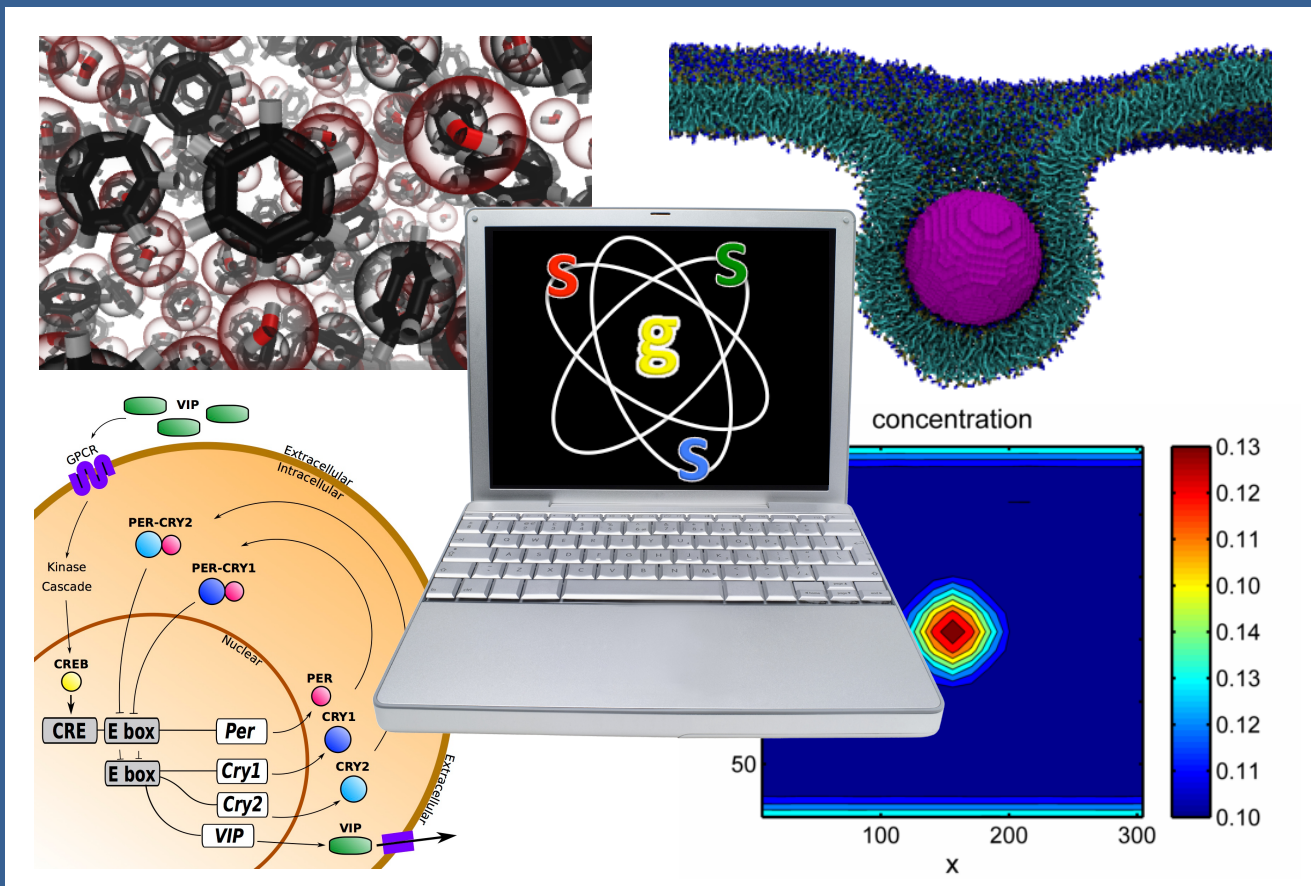 S
S
g
S
VIP
GPCR
Extracellular
Intracellular
PER-CRY2
PER-CRY1
Kinase
Cascade
Nuclear
CREB
CRE
E box
Per
PER
CRY1
E box
Cry1
Cry2
CRY2
VIP
VIP
Extracellular
concentration
0.13
0.12
0.10
0.14
0.13
0.12
0.11
0.10
50
100
200
300
x